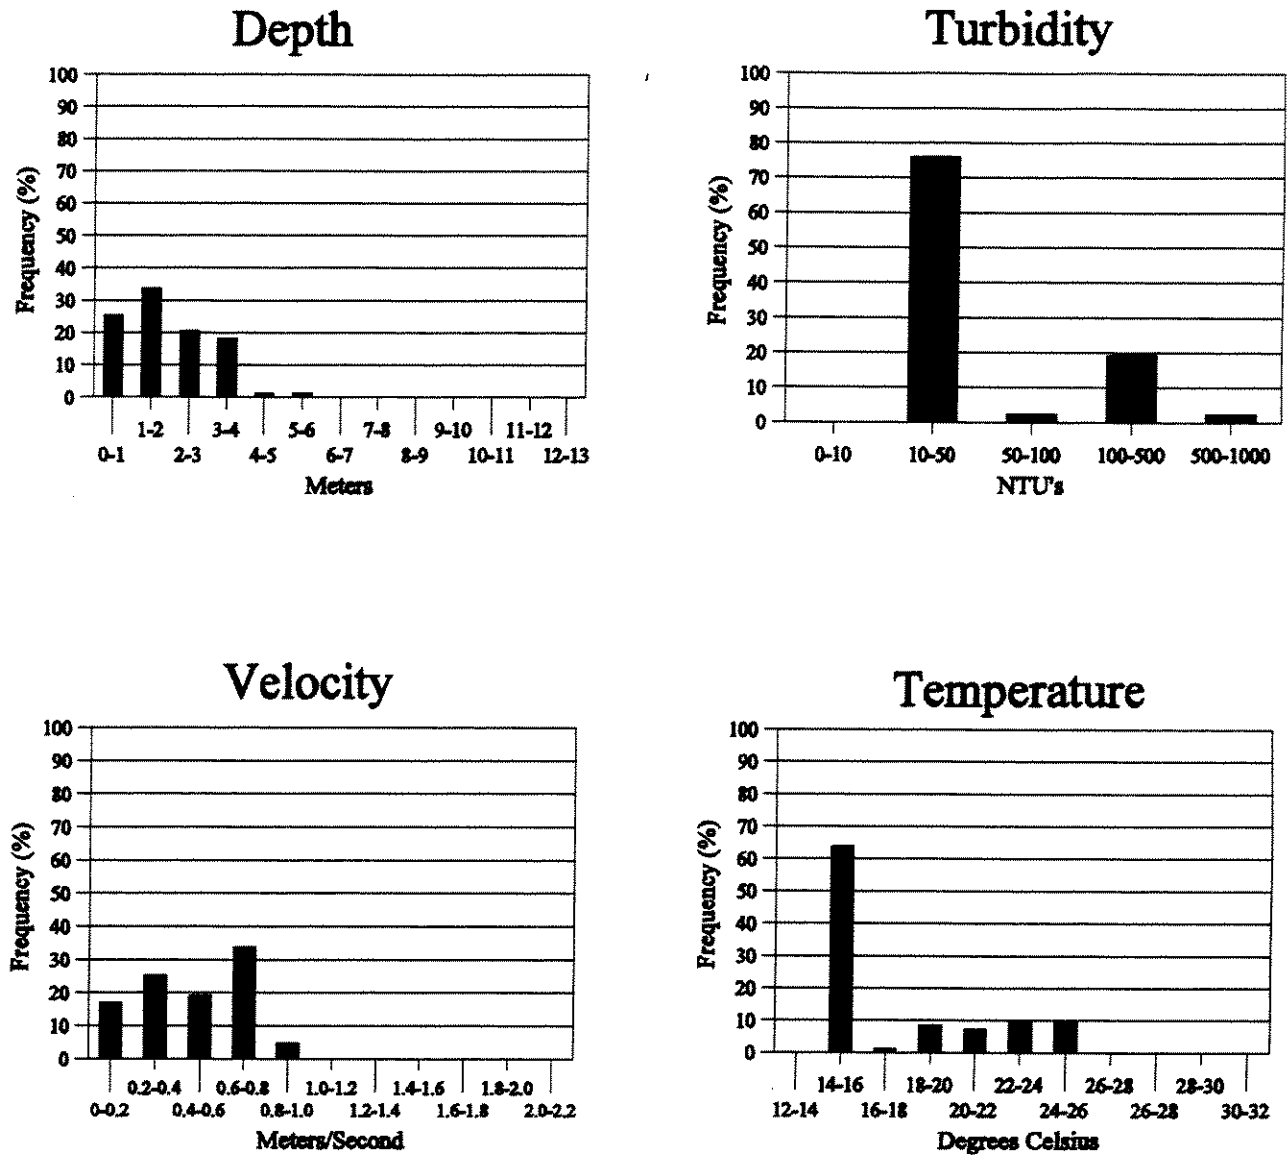 Depth
100
90
80
70
60
50
40
30
20
10
0
Frequency (%)
1-2 3-4 5-6 7-8 9-10 11-12
0-1 2-3 4-5 6-7 8-9 10-11 12-13
Meters
Turbidity
100
90
80
70
60
50
40
30
20
10
0
Frequency (%)
0-10 10-50 50-100 100-500 500-1000
NTU's
Velocity
100
90
80
70
60
50
40
30
20
10
0
Frequency (%)
0.2-0.4 0.6-0.8 1.0-1.2 1.4-1.6 1.8-2.0
0-0.2 0.4-0.6 0.8-1.0 1.2-1.4 1.6-1.8 2.0-2.2
Meters/Second
Temperature
100
90
80
70
60
50
40
30
20
10
0
Frequency (%)
14-16 18-20 22-24 26-28 28-30
12-14 16-18 20-22 24-26 26-28 30-32
Degrees Celsius